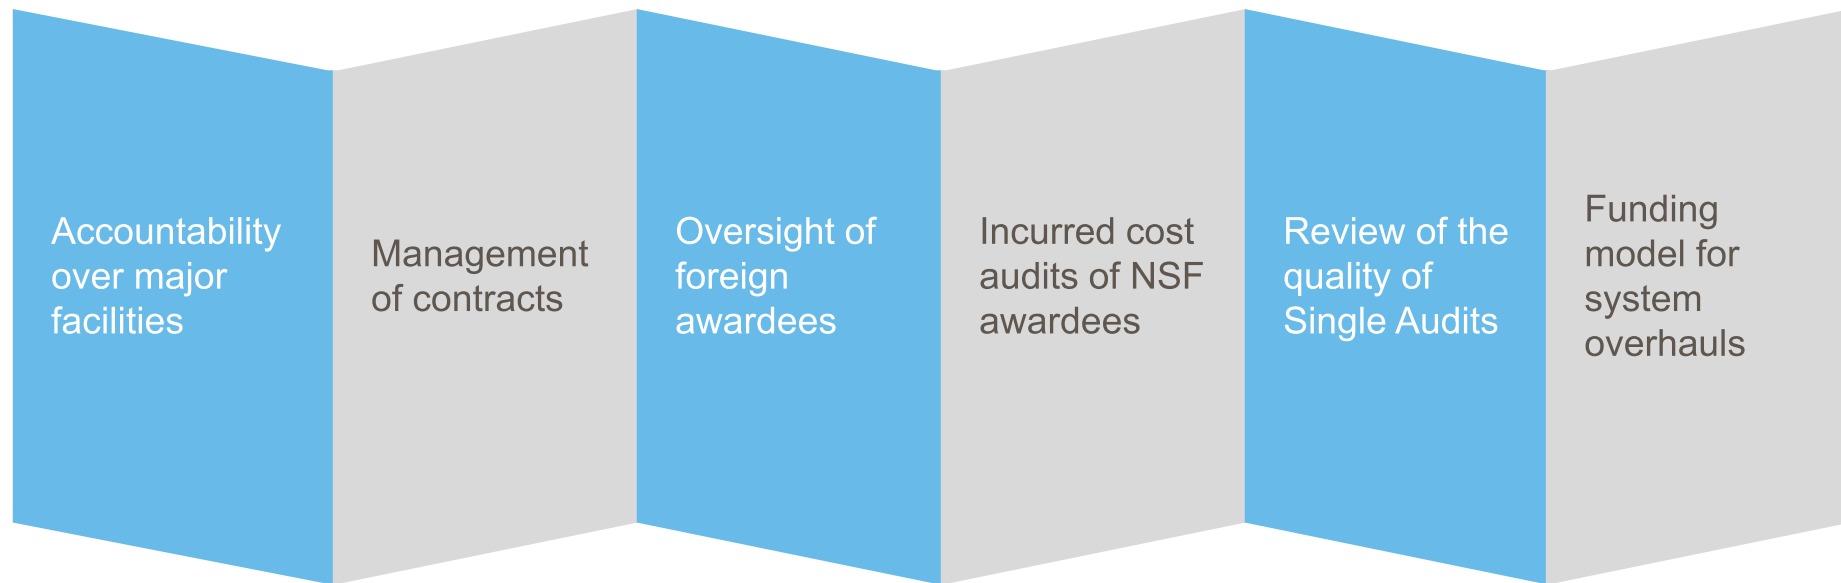 Accountability
over major
facilities
Management
of contracts
Oversight of
foreign
awardees
Incurred cost
audits of NSF
awardees
Review of the
quality of
Single Audits
Funding
model for
system
overhauls